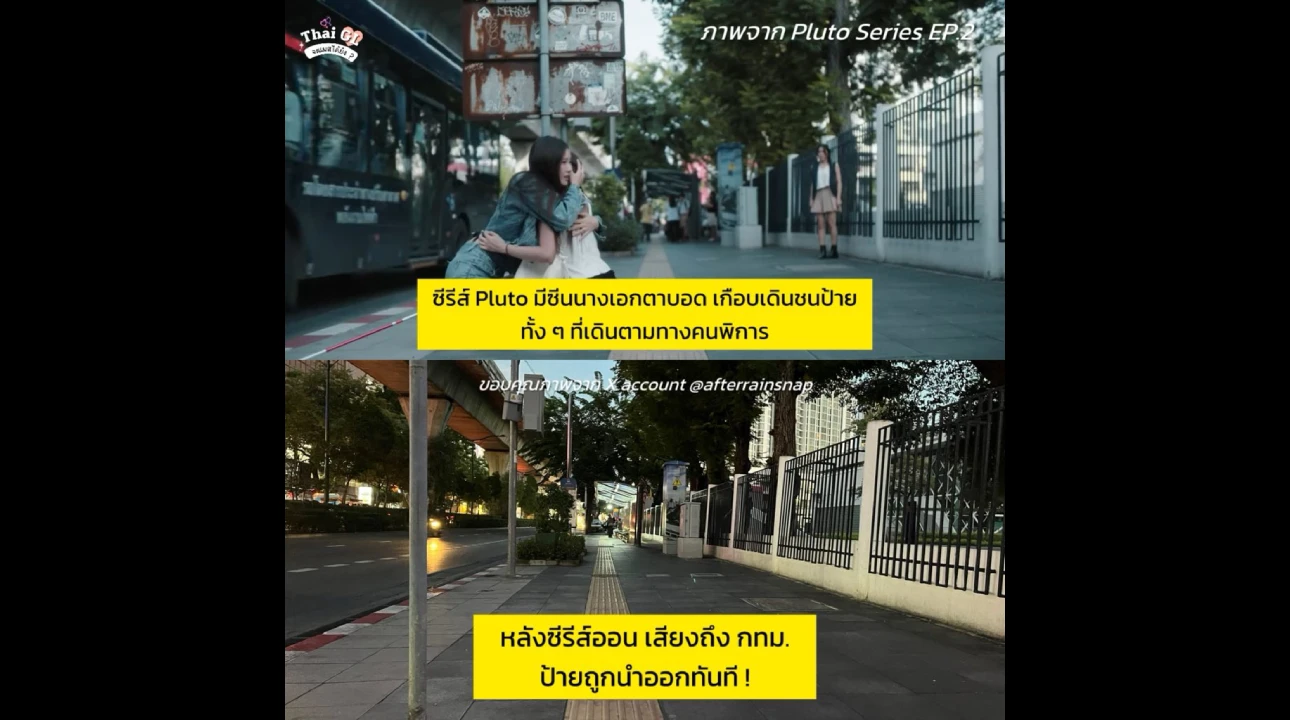 Thai GL
ภาพจาก Pluto Series EP.2
ซีรีส์ Pluto มีซีนนางเอกตาบอด เกือบเดินชนป้าย
ทั้ง ๆ ที่เดินตามทางคนพิการ
ขอบคุณภาพจาก X account @afterrainsnap
หลังซีรีส์ออน เสียงถึง กทม.
ป้ายถูกนำออกทันที !